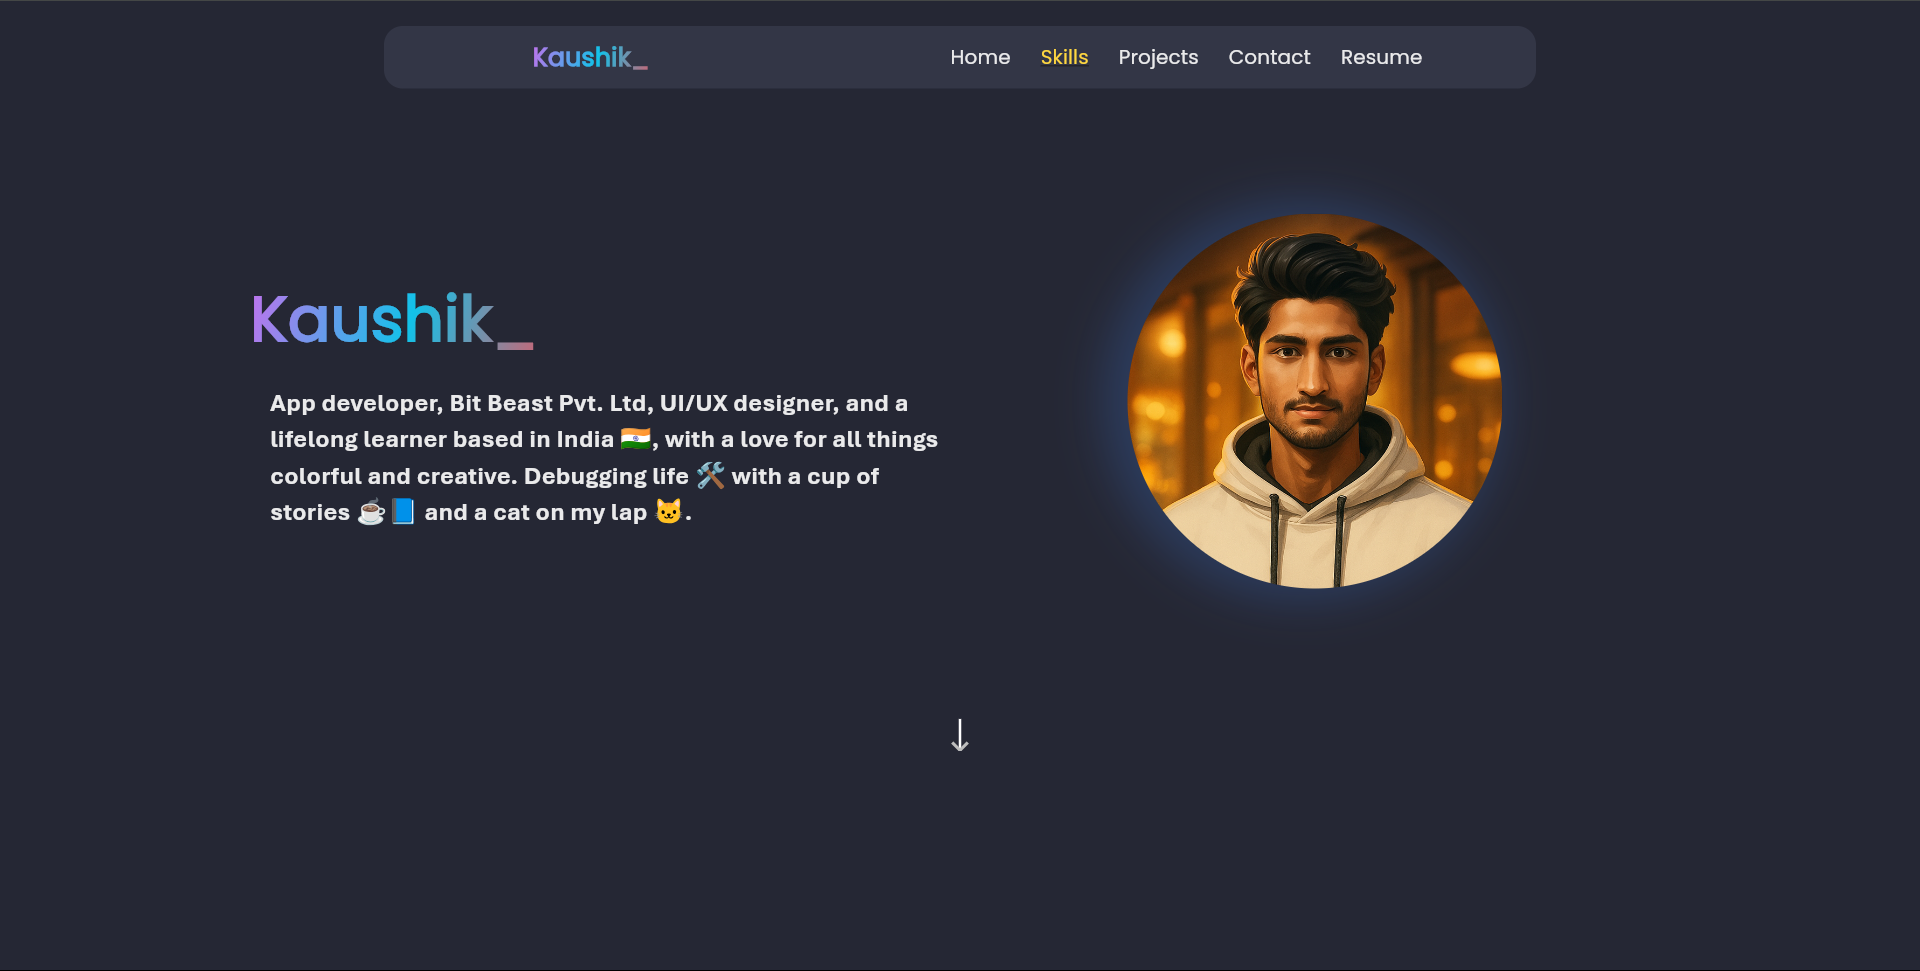 Kaushik_
Home Skills Projects Contact Resume
Kaushik_
App developer, Bit Beast Pvt. Ltd, UI/UX designer, and a
lifelong learner based in India 🇮🇳, with a love for all things
colorful and creative. Debugging life 🛠️ with a cup of
stories ☕📘 and a cat on my lap 🐱.
↓